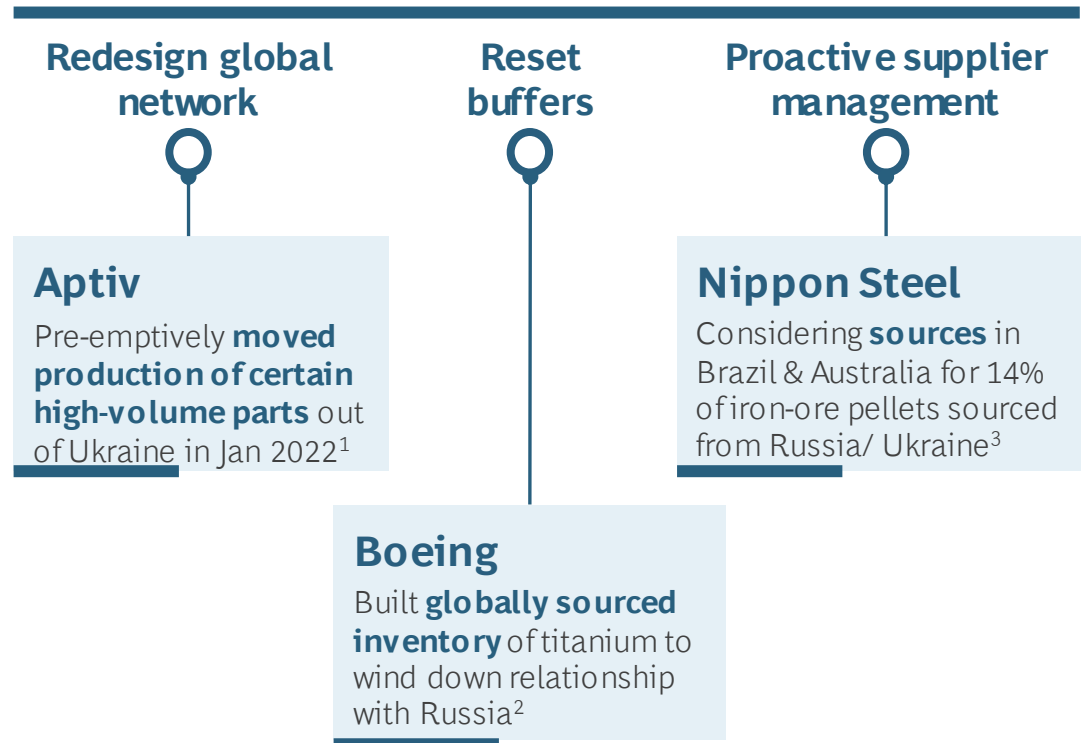 Redesign global
network
Reset
buffers
Proactive supplier
management
Aptiv
Pre-emptively moved
production of certain
high-volume parts out
of Ukraine in Jan 2022¹
Nippon Steel
Considering sources in
Brazil & Australia for 14%
of iron-ore pellets sourced
from Russia/ Ukraine³
Boeing
Built globally sourced
inventory of titanium to
wind down relationship
with Russia²